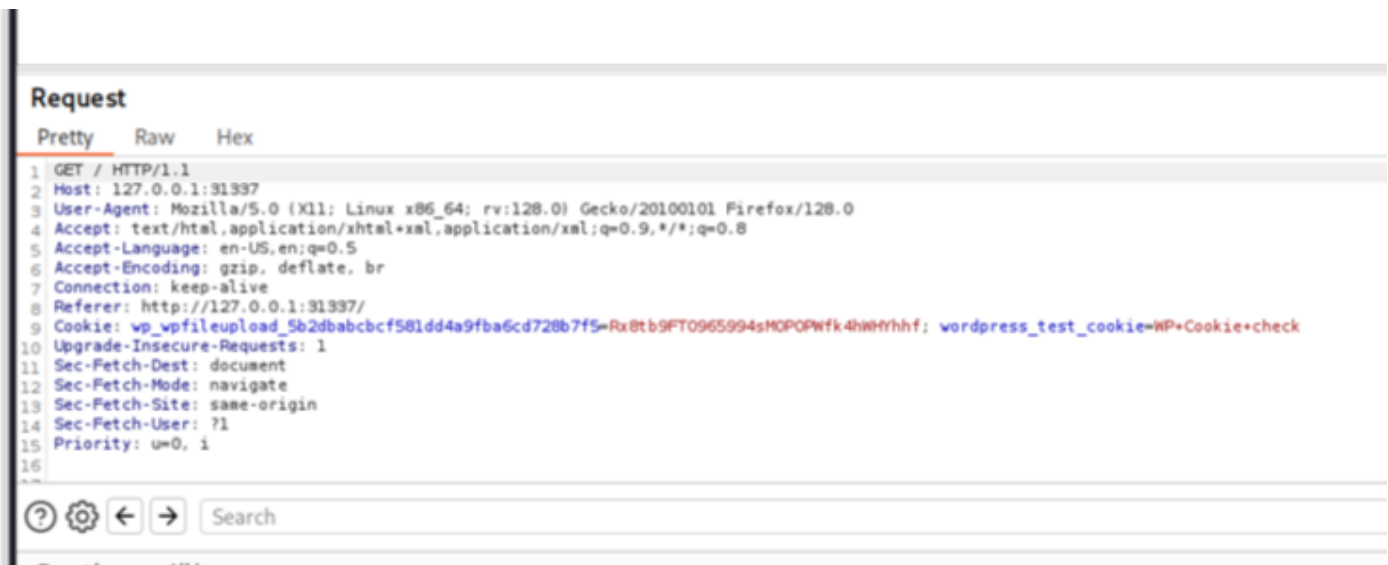 Request
Pretty Raw Hex
1 GET / HTTP/1.1
2 Host: 127.0.0.1:31337
3 User-Agent: Mozilla/5.0 (X11; Linux x86_64; rv:128.0) Gecko/20100101 Firefox/128.0
4 Accept: text/html,application/xhtml+xml,application/xml;q=0.9,*/*;q=0.8
5 Accept-Language: en-US,en;q=0.5
6 Accept-Encoding: gzip, deflate, br
7 Connection: keep-alive
8 Referer: http://127.0.0.1:31337/
9 Cookie: wp_wpfileupload_5b2dbabcbcf581dd4a9fba6cd728b7f5=Rx8tb9FTO965994sMOPOPWfk4hWHYhhf; wordpress_test_cookie=WP+Cookie+check
10 Upgrade-Insecure-Requests: 1
11 Sec-Fetch-Dest: document
12 Sec-Fetch-Mode: navigate
13 Sec-Fetch-Site: same-origin
14 Sec-Fetch-User: ?1
15 Priority: u=0, i
16
Search